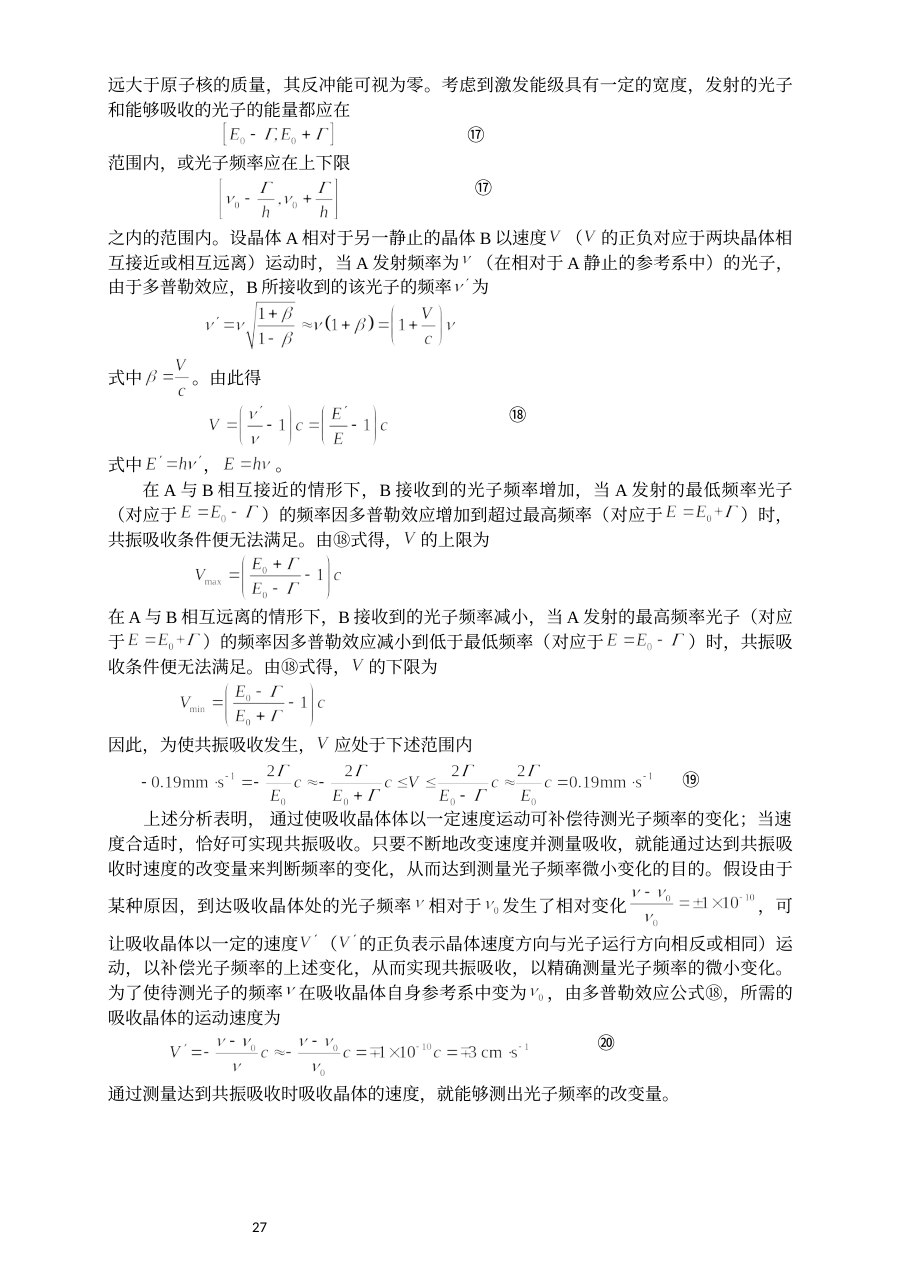 远大于原子核的质量，其反冲能可视为零。考虑到激发能级具有一定的宽度，发射的光子
和能够吸收的光子的能量都应在
[E₀ - Γ, E₀ + Γ] ⑰
范围内，或光子频率应在上下限
[ν₀ - Γ/h, ν₀ + Γ/h] ⑰
之内的范围内。设晶体 A 相对于另一静止的晶体 B 以速度 V（V 的正负对应于两块晶体相
互接近或相互远离）运动时，当 A 发射频率为 ν（在相对于 A 静止的参考系中）的光子，
由于多普勒效应，B 所接收到的该光子的频率 ν′ 为
ν′ = ν√((1+β)/(1-β)) ≈ ν(1+β) = (1 + V/c) ν
式中 β = V/c 。由此得
V = (ν′/ν - 1) c = (E′/E - 1) c ⑱
式中 E′ = hν′， E = hν 。
在 A 与 B 相互接近的情形下，B 接收到的光子频率增加，当 A 发射的最低频率光子
（对应于 E = E₀ - Γ ）的频率因多普勒效应增加到超过最高频率（对应于 E = E₀ + Γ ）时，
共振吸收条件便无法满足。由⑱式得，V 的上限为
V_max = ((E₀ + Γ)/(E₀ - Γ) - 1) c
在 A 与 B 相互远离的情形下，B 接收到的光子频率减小，当 A 发射的最高频率光子（对应
于 E = E₀ + Γ ）的频率因多普勒效应减小到低于最低频率（对应于 E = E₀ - Γ ）时，共振吸
收条件便无法满足。由⑱式得，V 的下限为
V_min = ((E₀ - Γ)/(E₀ + Γ) - 1) c
因此，为使共振吸收发生，V 应处于下述范围内
- 0.19mm·s⁻¹ = - 2Γ/E₀ c ≈ - 2Γ/(E₀ + Γ) c ≤ V ≤ 2Γ/(E₀ - Γ) c ≈ 2Γ/E₀ c = 0.19mm·s⁻¹ ⑲
上述分析表明， 通过使吸收晶体体以一定速度运动可补偿待测光子频率的变化；当速
度合适时，恰好可实现共振吸收。只要不断地改变速度并测量吸收，就能通过达到共振吸
收时速度的改变量来判断频率的变化，从而达到测量光子频率微小变化的目的。假设由于
某种原因，到达吸收晶体处的光子频率 ν 相对于 ν₀ 发生了相对变化 (ν - ν₀)/ν₀ = ±1×10⁻¹⁰ ，可
让吸收晶体以一定的速度 V′（V′ 的正负表示晶体速度方向与光子运行方向相反或相同）运
动，以补偿光子频率的上述变化，从而实现共振吸收，以精确测量光子频率的微小变化。
为了使待测光子的频率 ν 在吸收晶体自身参考系中变为 ν₀ ，由多普勒效应公式⑱，所需的
吸收晶体的运动速度为
V′ = - (ν - ν₀)/ν c ≈ - (ν - ν₀)/ν₀ c = ∓1×10⁻¹⁰ c = ∓3 cm·s⁻¹ ⑳
通过测量达到共振吸收时吸收晶体的速度，就能够测出光子频率的改变量。
27